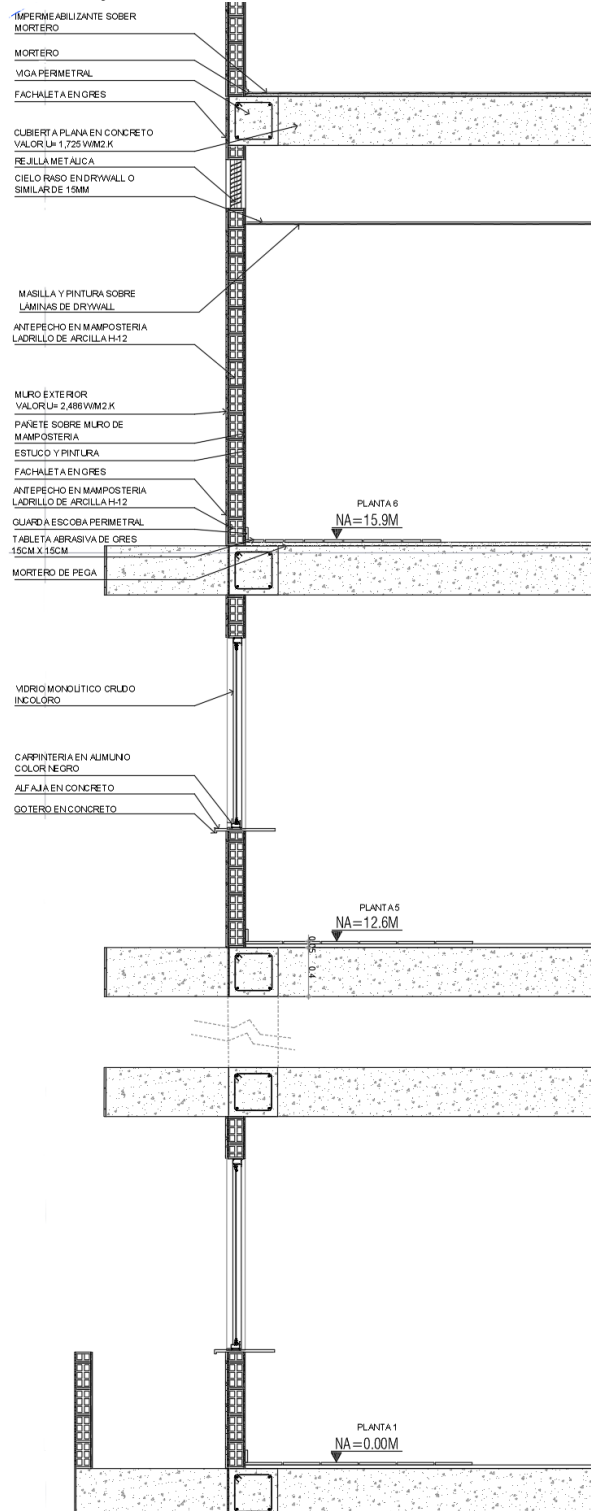 IMPERMEABILIZANTE SOBER
MORTERO
MORTERO
VIGA PERIMETRAL
FACHALETA EN GRES
CUBIERTA PLANA EN CONCRETO
VALOR U= 1,725 W/M2.K
REJILLA METÁLICA
CIELO RASO EN DRYWALL O
SIMILAR DE 15MM
MASILLA Y PINTURA SOBRE
LÁMINAS DE DRYWALL
ANTEPECHO EN MAMPOSTERIA
LADRILLO DE ARCILLA H-12
MURO EXTERIOR
VALOR U= 2,486 W/M2.K
PAÑETE SOBRE MURO DE
MAMPOSTERIA
ESTUCO Y PINTURA
FACHALETA EN GRES
ANTEPECHO EN MAMPOSTERIA
LADRILLO DE ARCILLA H-12
GUARDA ESCOBA PERIMETRAL
TABLETA ABRASIVA DE GRES
15CM X 15CM
MORTERO DE PEGA
PLANTA 6
NA=15.9M
VIDRIO MONOLÍTICO CRUDO
INCOLORO
CARPINTERIA EN ALIMUNIO
COLOR NEGRO
ALFAJIA EN CONCRETO
GOTERO EN CONCRETO
PLANTA 5
NA=12.6M
0.05
0.4
PLANTA 1
NA=0.00M